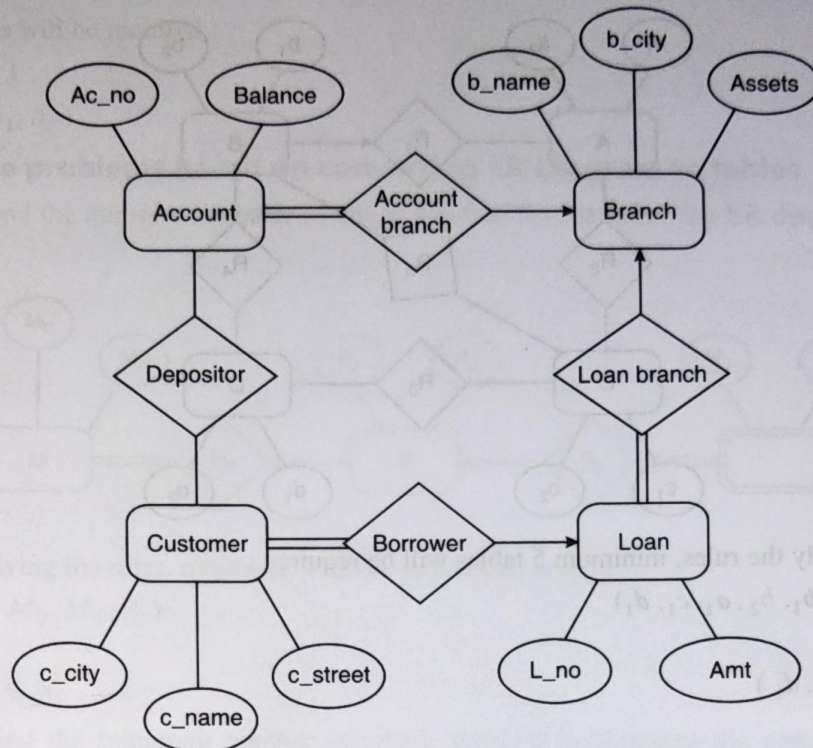 b_city
Ac_no Balance b_name Assets
Account Account
branch Branch
Depositor Loan branch
Customer Borrower Loan
c_city c_street L_no Amt
c_name